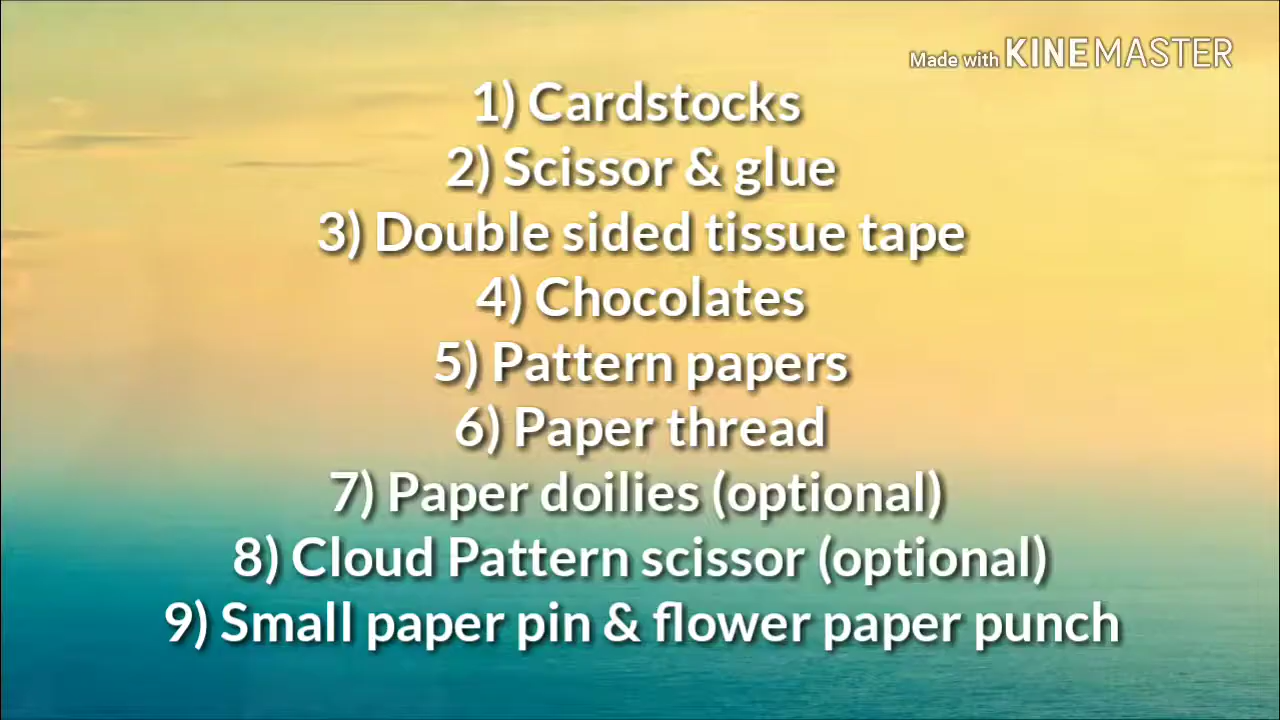 Made with KINEMASTER
1) Cardstocks
2) Scissor & glue
3) Double sided tissue tape
4) Chocolates
5) Pattern papers
6) Paper thread
7) Paper doilies (optional)
8) Cloud Pattern scissor (optional)
9) Small paper pin & flower paper punch